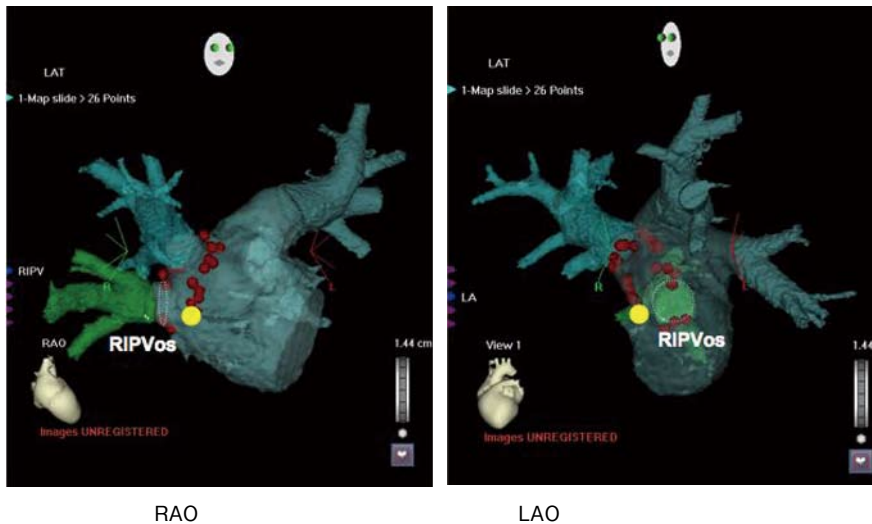 LAT
1-Map slide > 26 Points
R
L
RIPV
RIPVos
RAO
1.44 cm
Images UNREGISTERED
LAT
1-Map slide > 26 Points
R
L
LA
RIPVos
View 1
1.44
Images UNREGISTERED
RAO
LAO